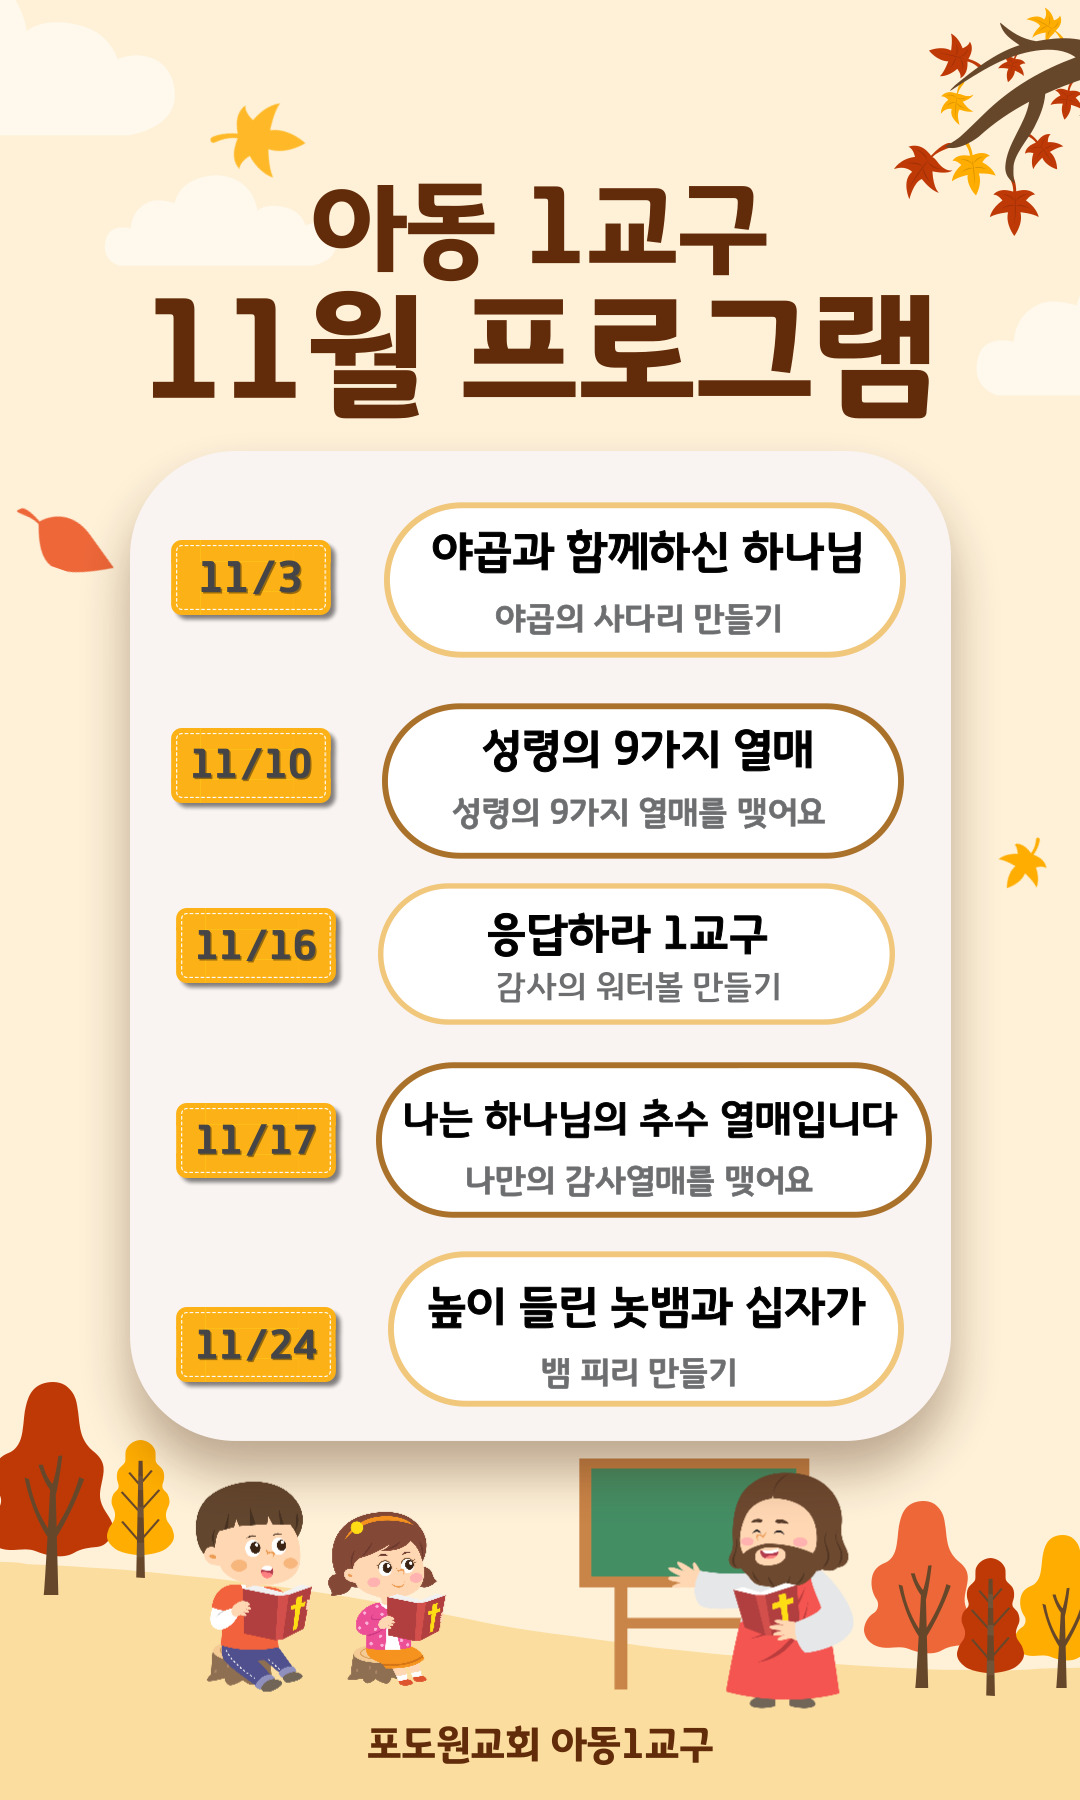 아동 1교구
11월 프로그램
11/3
야곱과 함께하신 하나님
야곱의 사다리 만들기
11/10
성령의 9가지 열매
성령의 9가지 열매를 맺어요
11/16
응답하라 1교구
감사의 워터볼 만들기
11/17
나는 하나님의 추수 열매입니다
나만의 감사열매를 맺어요
11/24
높이 들린 놋뱀과 십자가
뱀 피리 만들기
포도원교회 아동1교구